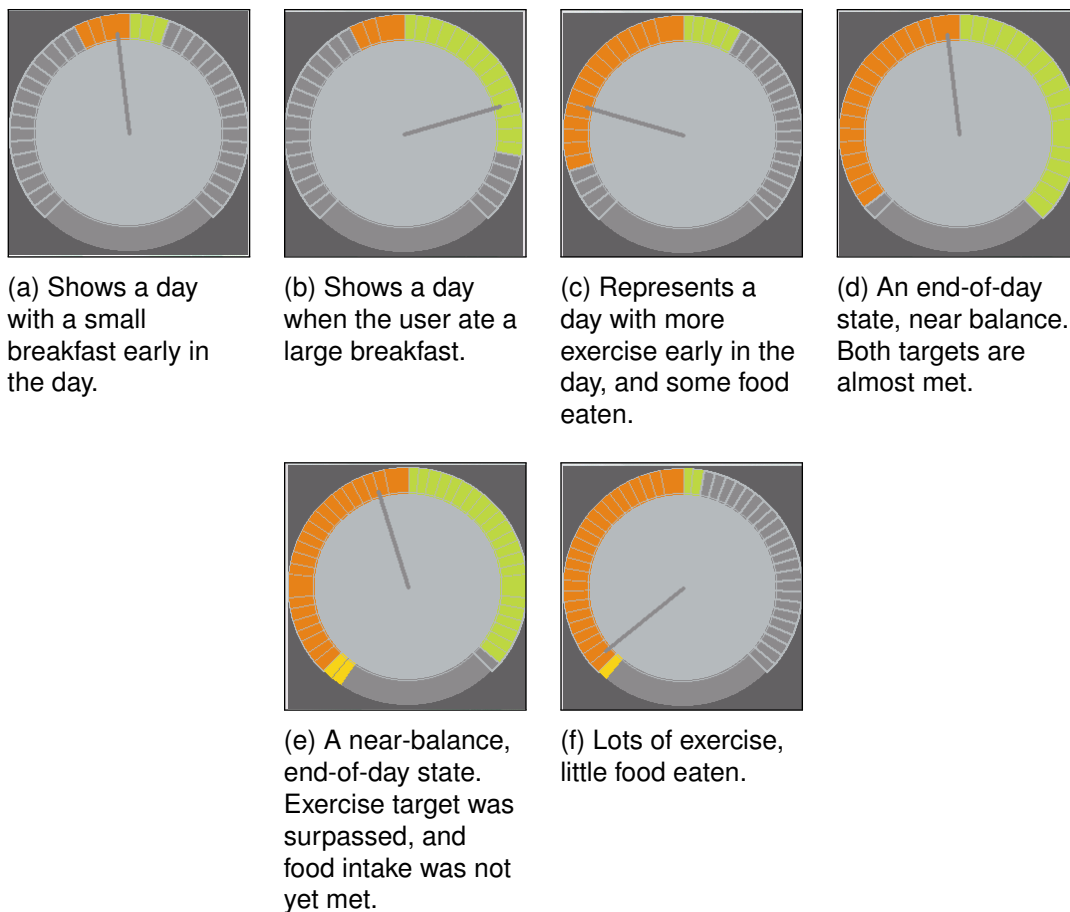 (a) Shows a day
with a small
breakfast early in
the day.
(b) Shows a day
when the user ate a
large breakfast.
(c) Represents a
day with more
exercise early in the
day, and some food
eaten.
(d) An end-of-day
state, near balance.
Both targets are
almost met.
(e) A near-balance,
end-of-day state.
Exercise target was
surpassed, and
food intake was not
yet met.
(f) Lots of exercise,
little food eaten.